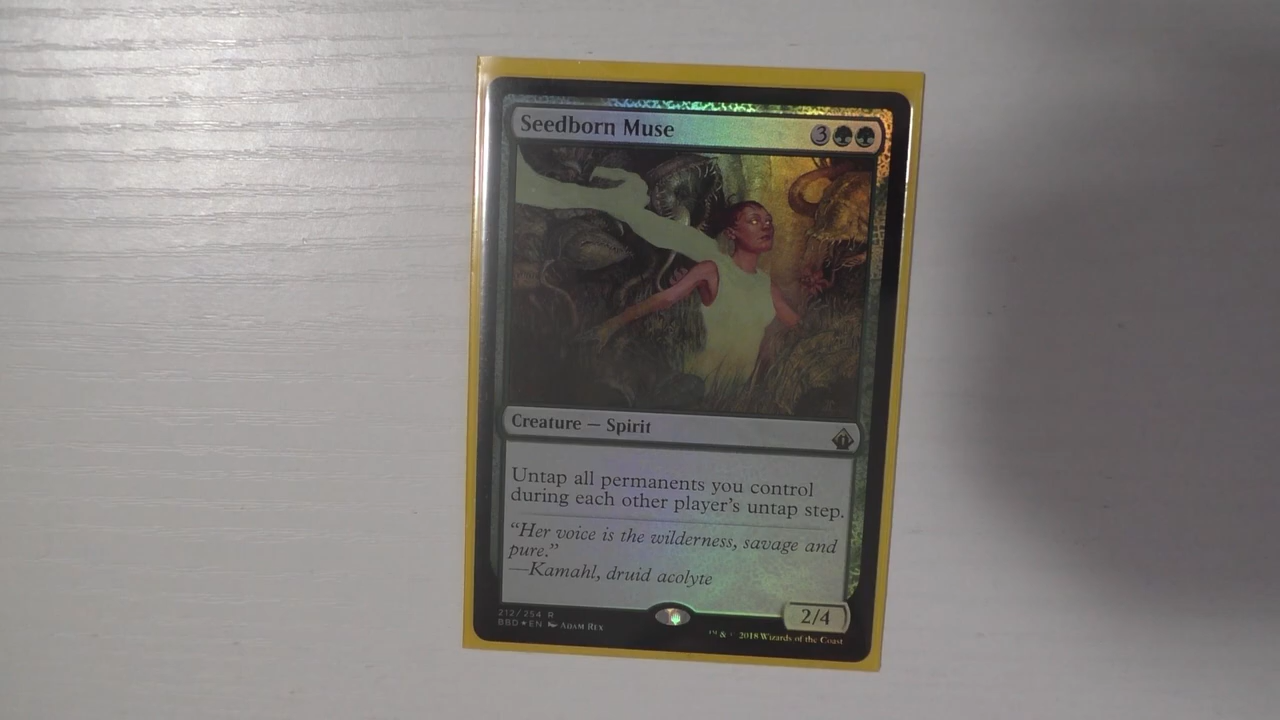 Seedborn Muse 3
Creature — Spirit
Untap all permanents you control
during each other player's untap step.
"Her voice is the wilderness, savage and
pure."
—Kamahl, druid acolyte
2/4
212/254 R
BBD★EN Adam Rex
™ & © 2018 Wizards of the Coast